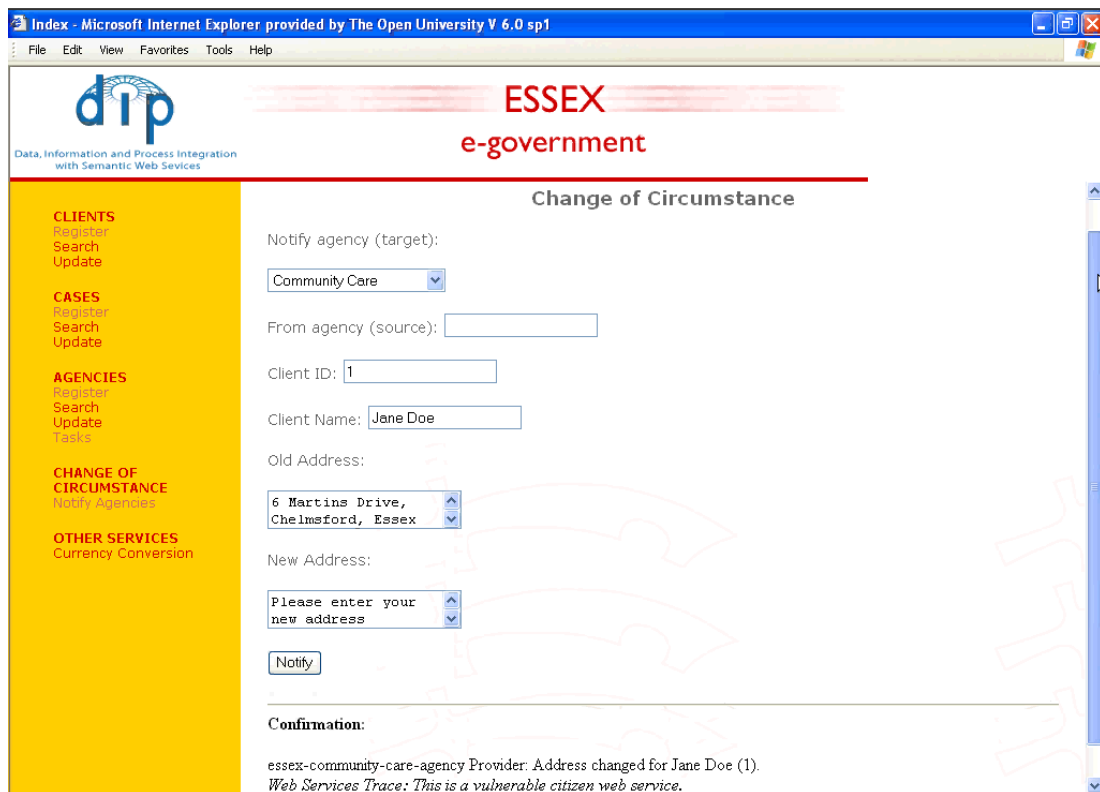 Index - Microsoft Internet Explorer provided by The Open University V 6.0 sp1
File Edit View Favorites Tools Help
dip
Data, Information and Process Integration
with Semantic Web Sevices
ESSEX
e-government
CLIENTS
Register
Search
Update
CASES
Register
Search
Update
AGENCIES
Register
Search
Update
Tasks
CHANGE OF
CIRCUMSTANCE
Notify Agencies
OTHER SERVICES
Currency Conversion
Change of Circumstance
Notify agency (target):
Community Care
From agency (source):
Client ID: 1
Client Name: Jane Doe
Old Address:
6 Martins Drive,
Chelmsford, Essex
New Address:
Please enter your
new address
Notify
Confirmation:
essex-community-care-agency Provider: Address changed for Jane Doe (1).
Web Services Trace: This is a vulnerable citizen web service.